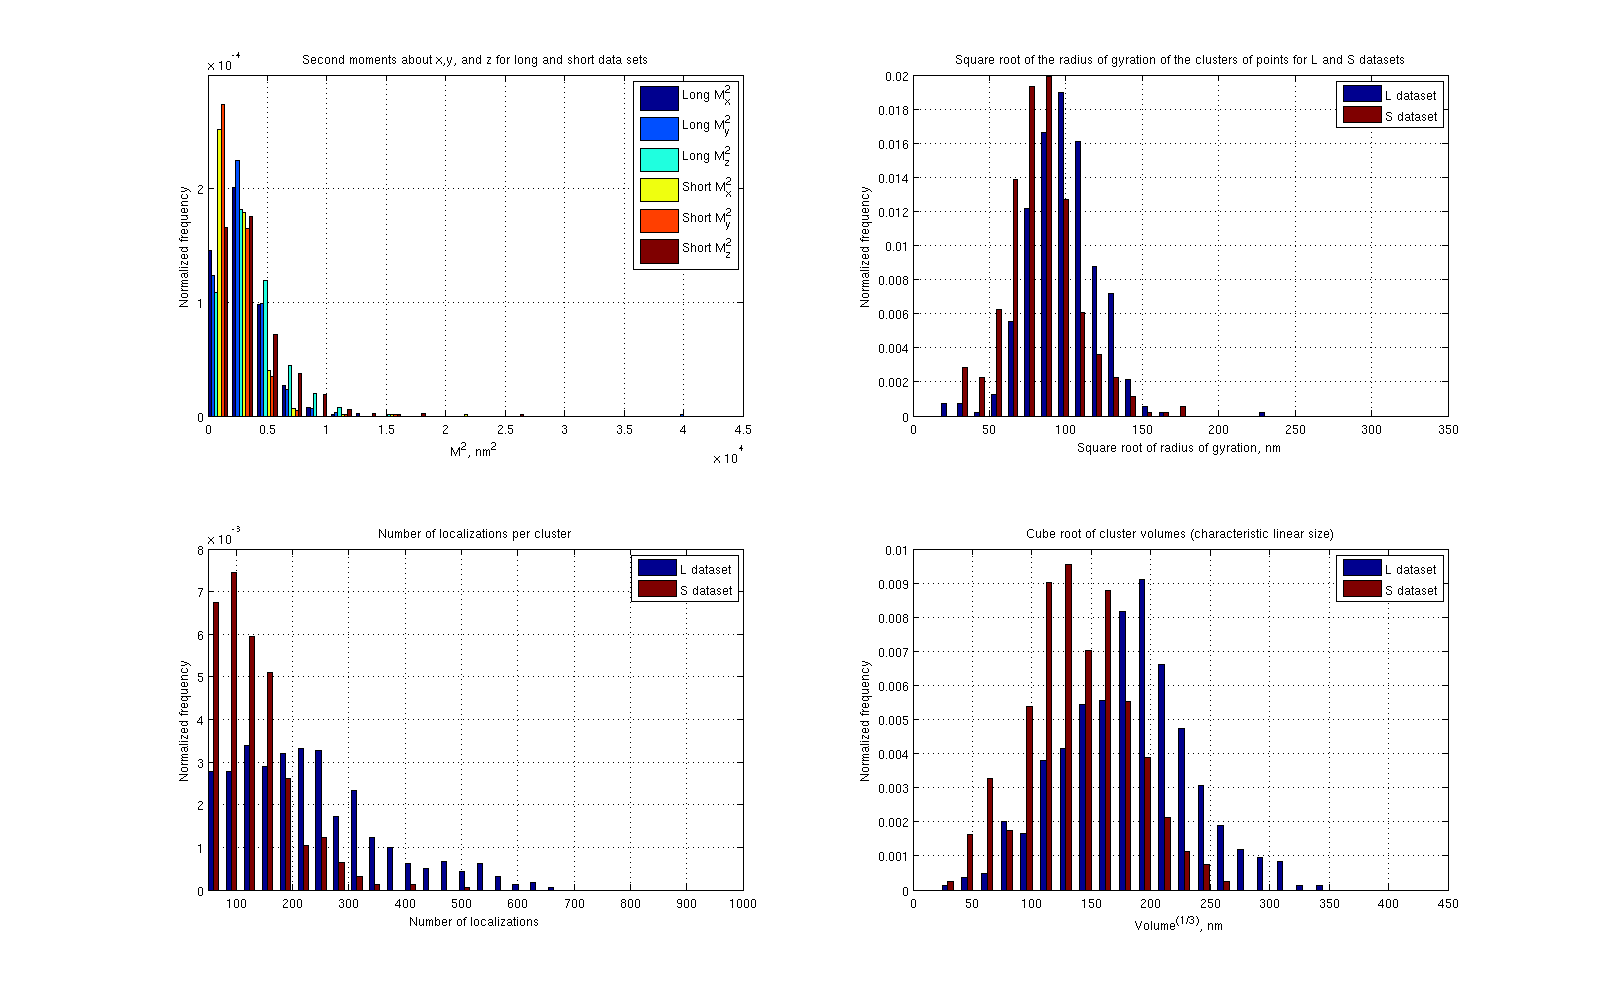 Second moments about x,y, and z for long and short data sets
x 10^-4
Normalized frequency
2
1
0
0 0.5 1 1.5 2 2.5 3 3.5 4 4.5
M^2, nm^2
x 10^4
Long M_x^2
Long M_y^2
Long M_z^2
Short M_x^2
Short M_y^2
Short M_z^2
Square root of the radius of gyration of the clusters of points for L and S datasets
Normalized frequency
0.02
0.018
0.016
0.014
0.012
0.01
0.008
0.006
0.004
0.002
0
0 50 100 150 200 250 300 350
Square root of radius of gyration, nm
L dataset
S dataset
Number of localizations per cluster
x 10^-3
Normalized frequency
8
7
6
5
4
3
2
1
0
100 200 300 400 500 600 700 800 900 1000
Number of localizations
L dataset
S dataset
Cube root of cluster volumes (characteristic linear size)
Normalized frequency
0.01
0.009
0.008
0.007
0.006
0.005
0.004
0.003
0.002
0.001
0
0 50 100 150 200 250 300 350 400 450
Volume^(1/3), nm
L dataset
S dataset